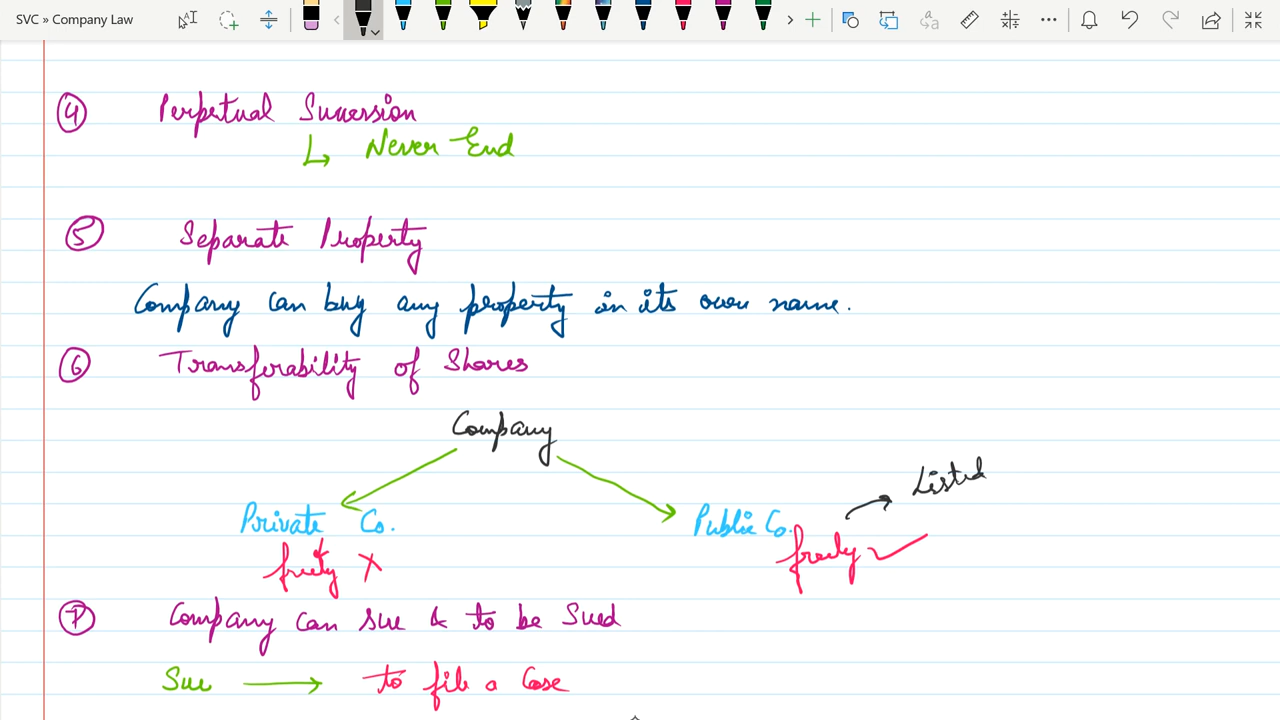 SVC » Company Law
④ Perpetual Succession
↳ Never End
⑤ Separate Property
Company can buy any property in its own name.
⑥ Transferability of Shares
Company
Listed
Private Co. Public Co.
freely X freely ✓
⑦ Company can sue & to be Sued
Sue → to file a Case